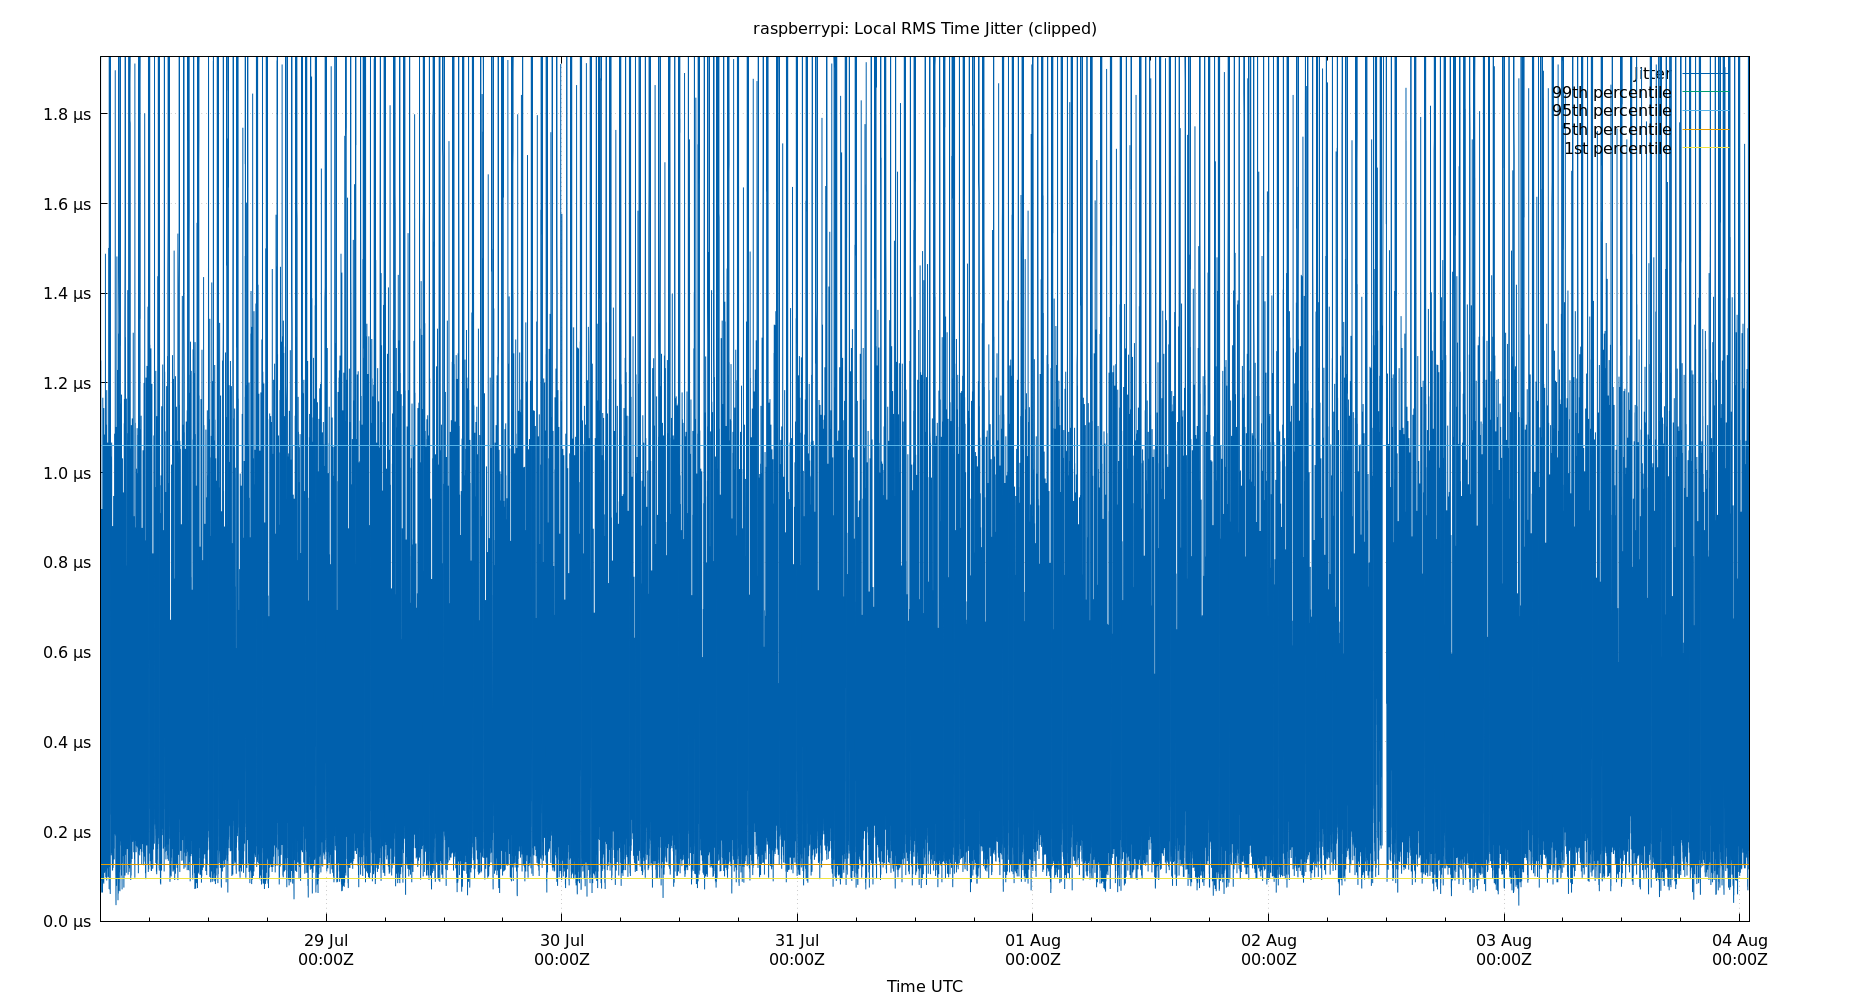 raspberrypi: Local RMS Time Jitter (clipped)
jitter
99th percentile
95th percentile
5th percentile
1st percentile
1.8 µs
1.6 µs
1.4 µs
1.2 µs
1.0 µs
0.8 µs
0.6 µs
0.4 µs
0.2 µs
0.0 µs
29 Jul
00:00Z
30 Jul
00:00Z
31 Jul
00:00Z
01 Aug
00:00Z
02 Aug
00:00Z
03 Aug
00:00Z
04 Aug
00:00Z
Time UTC